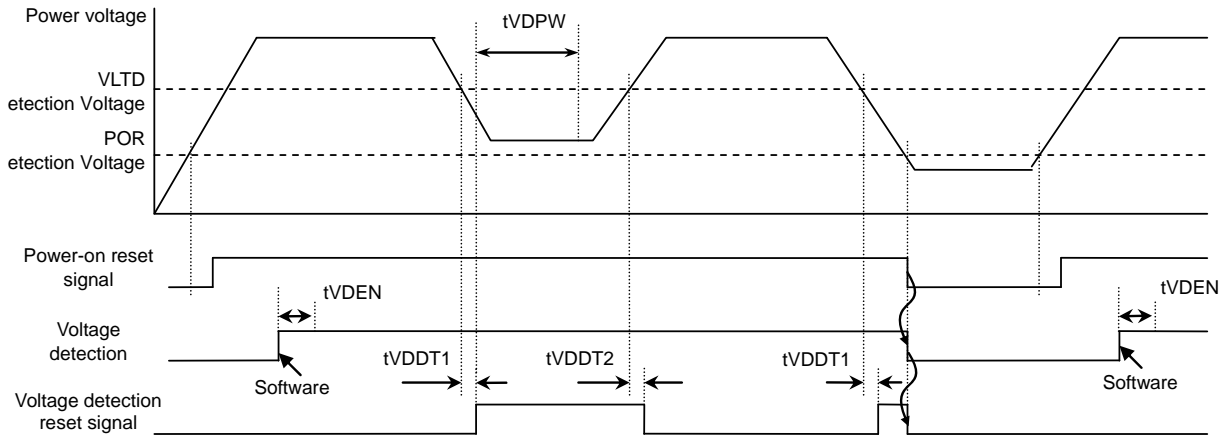 Power voltage
tVDPW
VLTD
etection Voltage
POR
etection Voltage
Power-on reset
signal
tVDEN
tVDEN
Voltage
detection
tVDDT1
tVDDT2
tVDDT1
Software
Software
Voltage detection
reset signal